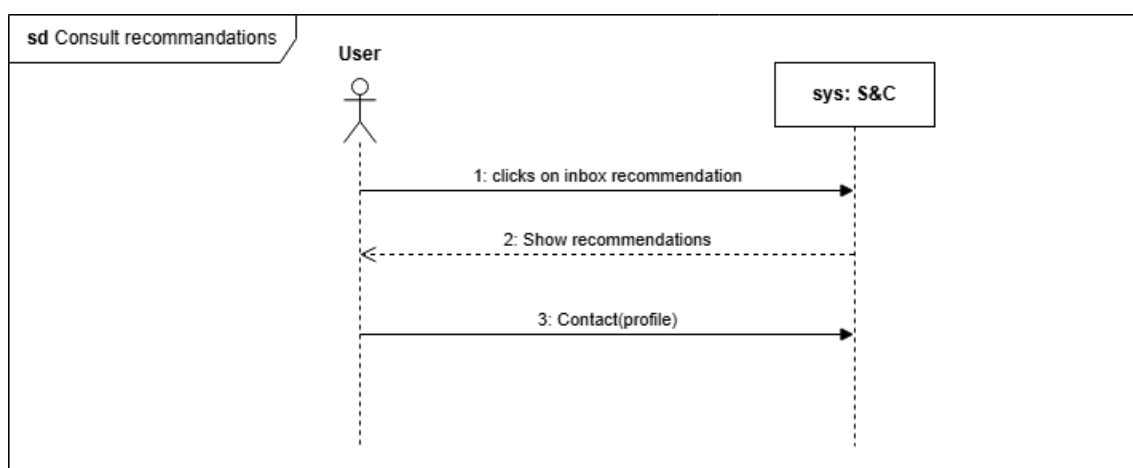 sd Consult recommandations
User
sys: S&C
1: clicks on inbox recommendation
2: Show recommendations
3: Contact(profile)